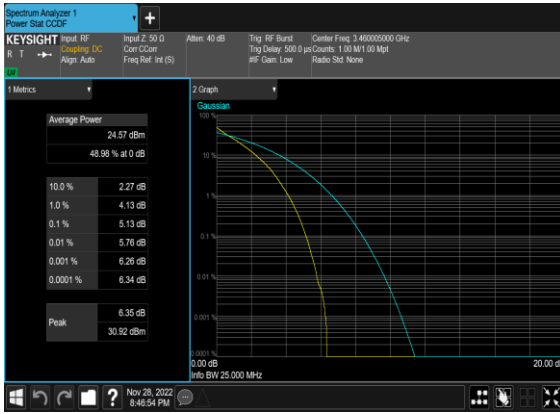 Spectrum Analyzer 1
Power Stat CCDF
KEYSIGHT
R T
LV
Input: RF
Coupling: DC
Align: Auto
Input Z: 50 Ω
Corr CCorr
Freq Ref: Int (S)
Atten: 40 dB
Trig: RF Burst
Trig Delay: 500.0 µs
#IF Gain: Low
Center Freq: 3.460005000 GHz
Counts: 1.00 M/1.00 Mpt
Radio Std: None
1 Metrics
Average Power
24.57 dBm
48.98 % at 0 dB
10.0 % 2.27 dB
1.0 % 4.13 dB
0.1 % 5.13 dB
0.01 % 5.76 dB
0.001 % 6.26 dB
0.0001 % 6.34 dB
Peak
6.35 dB
30.92 dBm
2 Graph
Gaussian
100 %
10 %
1 %
0.1 %
0.01 %
0.001 %
0.0001 %
0.00 dB
20.00 d
Info BW 25.000 MHz
?
Nov 28, 2022
8:46:54 PM